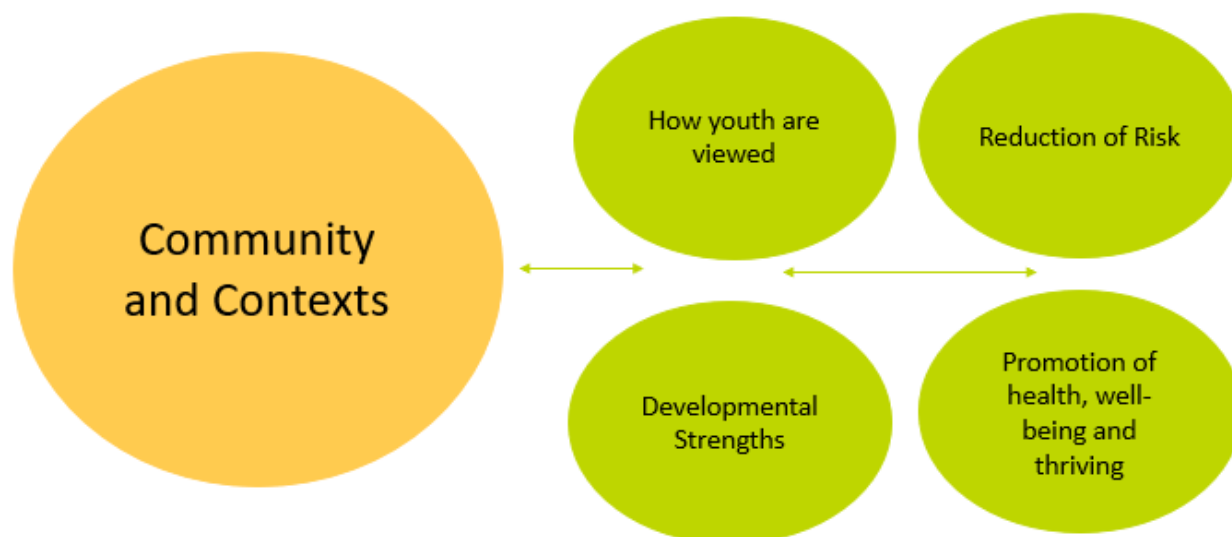 Community
and Contexts
How youth are
viewed
Reduction of Risk
Developmental
Strengths
Promotion of
health, well-
being and
thriving